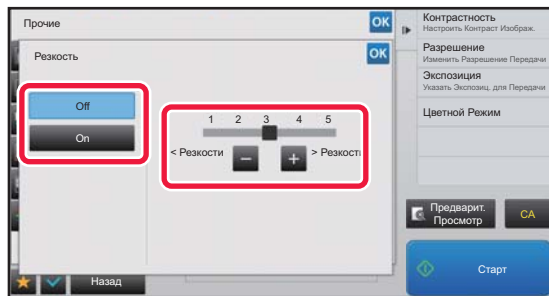 Прочие
OK
Резкость
OK
Off
On
1 2 3 4 5
< Резкости
− + > Резкости
Назад
Контрастность
Настроить Контраст Изображ.
Разрешение
Изменить Разрешение Передачи
Экспозиция
Указать Экспозиц. для Передачи
Цветной Режим
Предварит.
Просмотр
CA
Старт